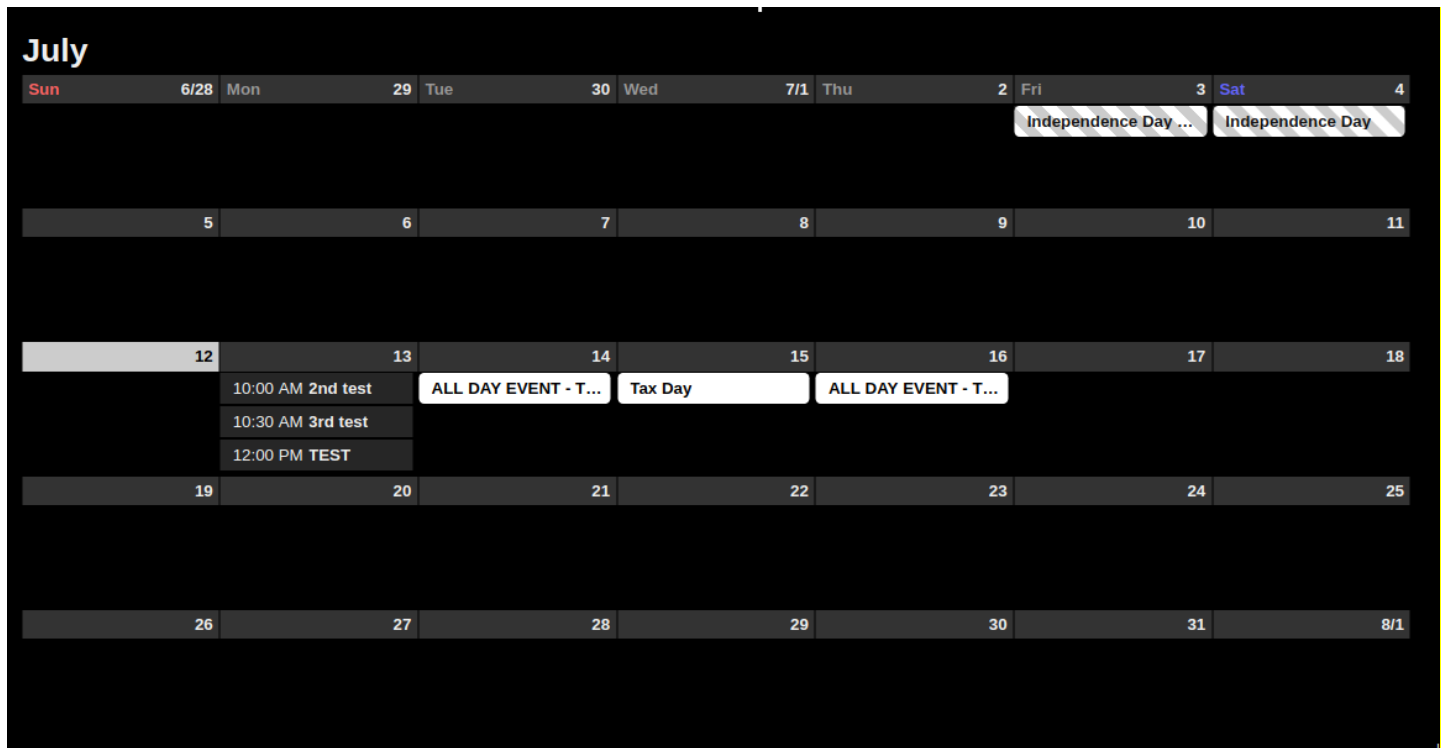 July
Sun 6/28 Mon 29 Tue 30 Wed 7/1 Thu 2 Fri 3 Sat 4
Independence Day ... Independence Day
5 6 7 8 9 10 11
12 13 14 15 16 17 18
10:00 AM 2nd test ALL DAY EVENT - T... Tax Day ALL DAY EVENT - T...
10:30 AM 3rd test
12:00 PM TEST
19 20 21 22 23 24 25
26 27 28 29 30 31 8/1